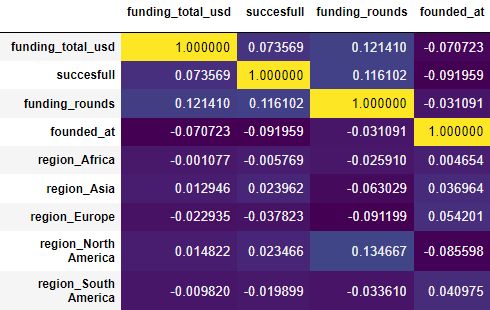 funding_total_usd succesfull funding_rounds founded_at
funding_total_usd 1.000000 0.073569 0.121410 -0.070723
succesfull 0.073569 1.000000 0.116102 -0.091959
funding_rounds 0.121410 0.116102 1.000000 -0.031091
founded_at -0.070723 -0.091959 -0.031091 1.000000
region_Africa -0.001077 -0.005769 -0.025910 0.004654
region_Asia 0.012946 0.023962 -0.063029 0.036964
region_Europe -0.022935 -0.037823 -0.091199 0.054201
region_North
America 0.014822 0.023466 0.134667 -0.085598
region_South
America -0.009820 -0.019899 -0.033610 0.040975